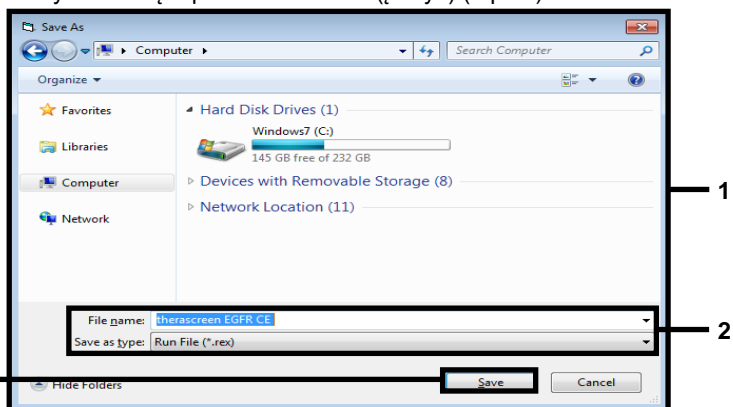 Save As
Computer
Search Computer
Organize
Favorites
Libraries
Computer
Network
Hard Disk Drives (1)
Windows7 (C:)
145 GB free of 232 GB
Devices with Removable Storage (8)
Network Location (11)
1
File name: therascreen EGFR CE
Save as type: Run File (*.rex)
2
Hide Folders
Save
Cancel